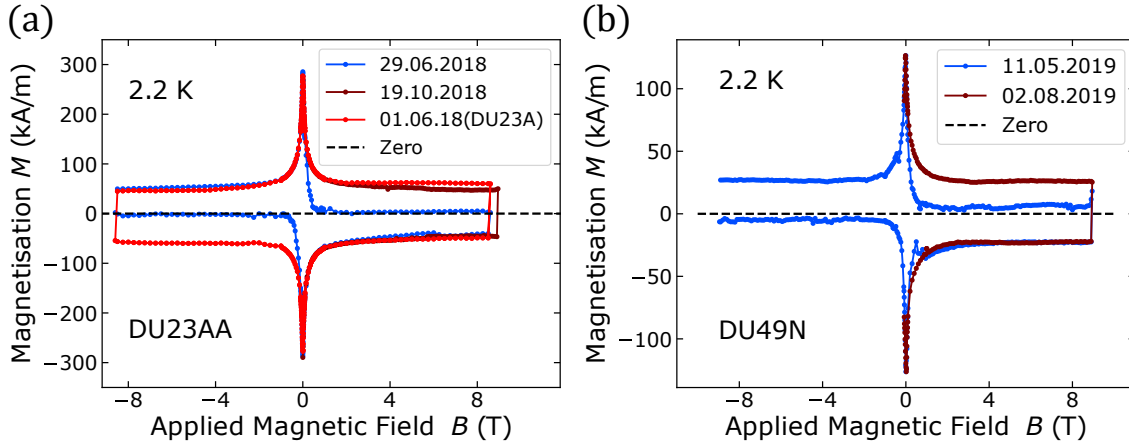 (a)
Magnetisation M (kA/m)
300
200
100
0
−100
−200
−300
2.2 K
29.06.2018
19.10.2018
01.06.18(DU23A)
Zero
DU23AA
−8
−4
0
4
8
Applied Magnetic Field B (T)
(b)
Magnetisation M (kA/m)
100
50
0
−50
−100
2.2 K
11.05.2019
02.08.2019
Zero
DU49N
−8
−4
0
4
8
Applied Magnetic Field B (T)